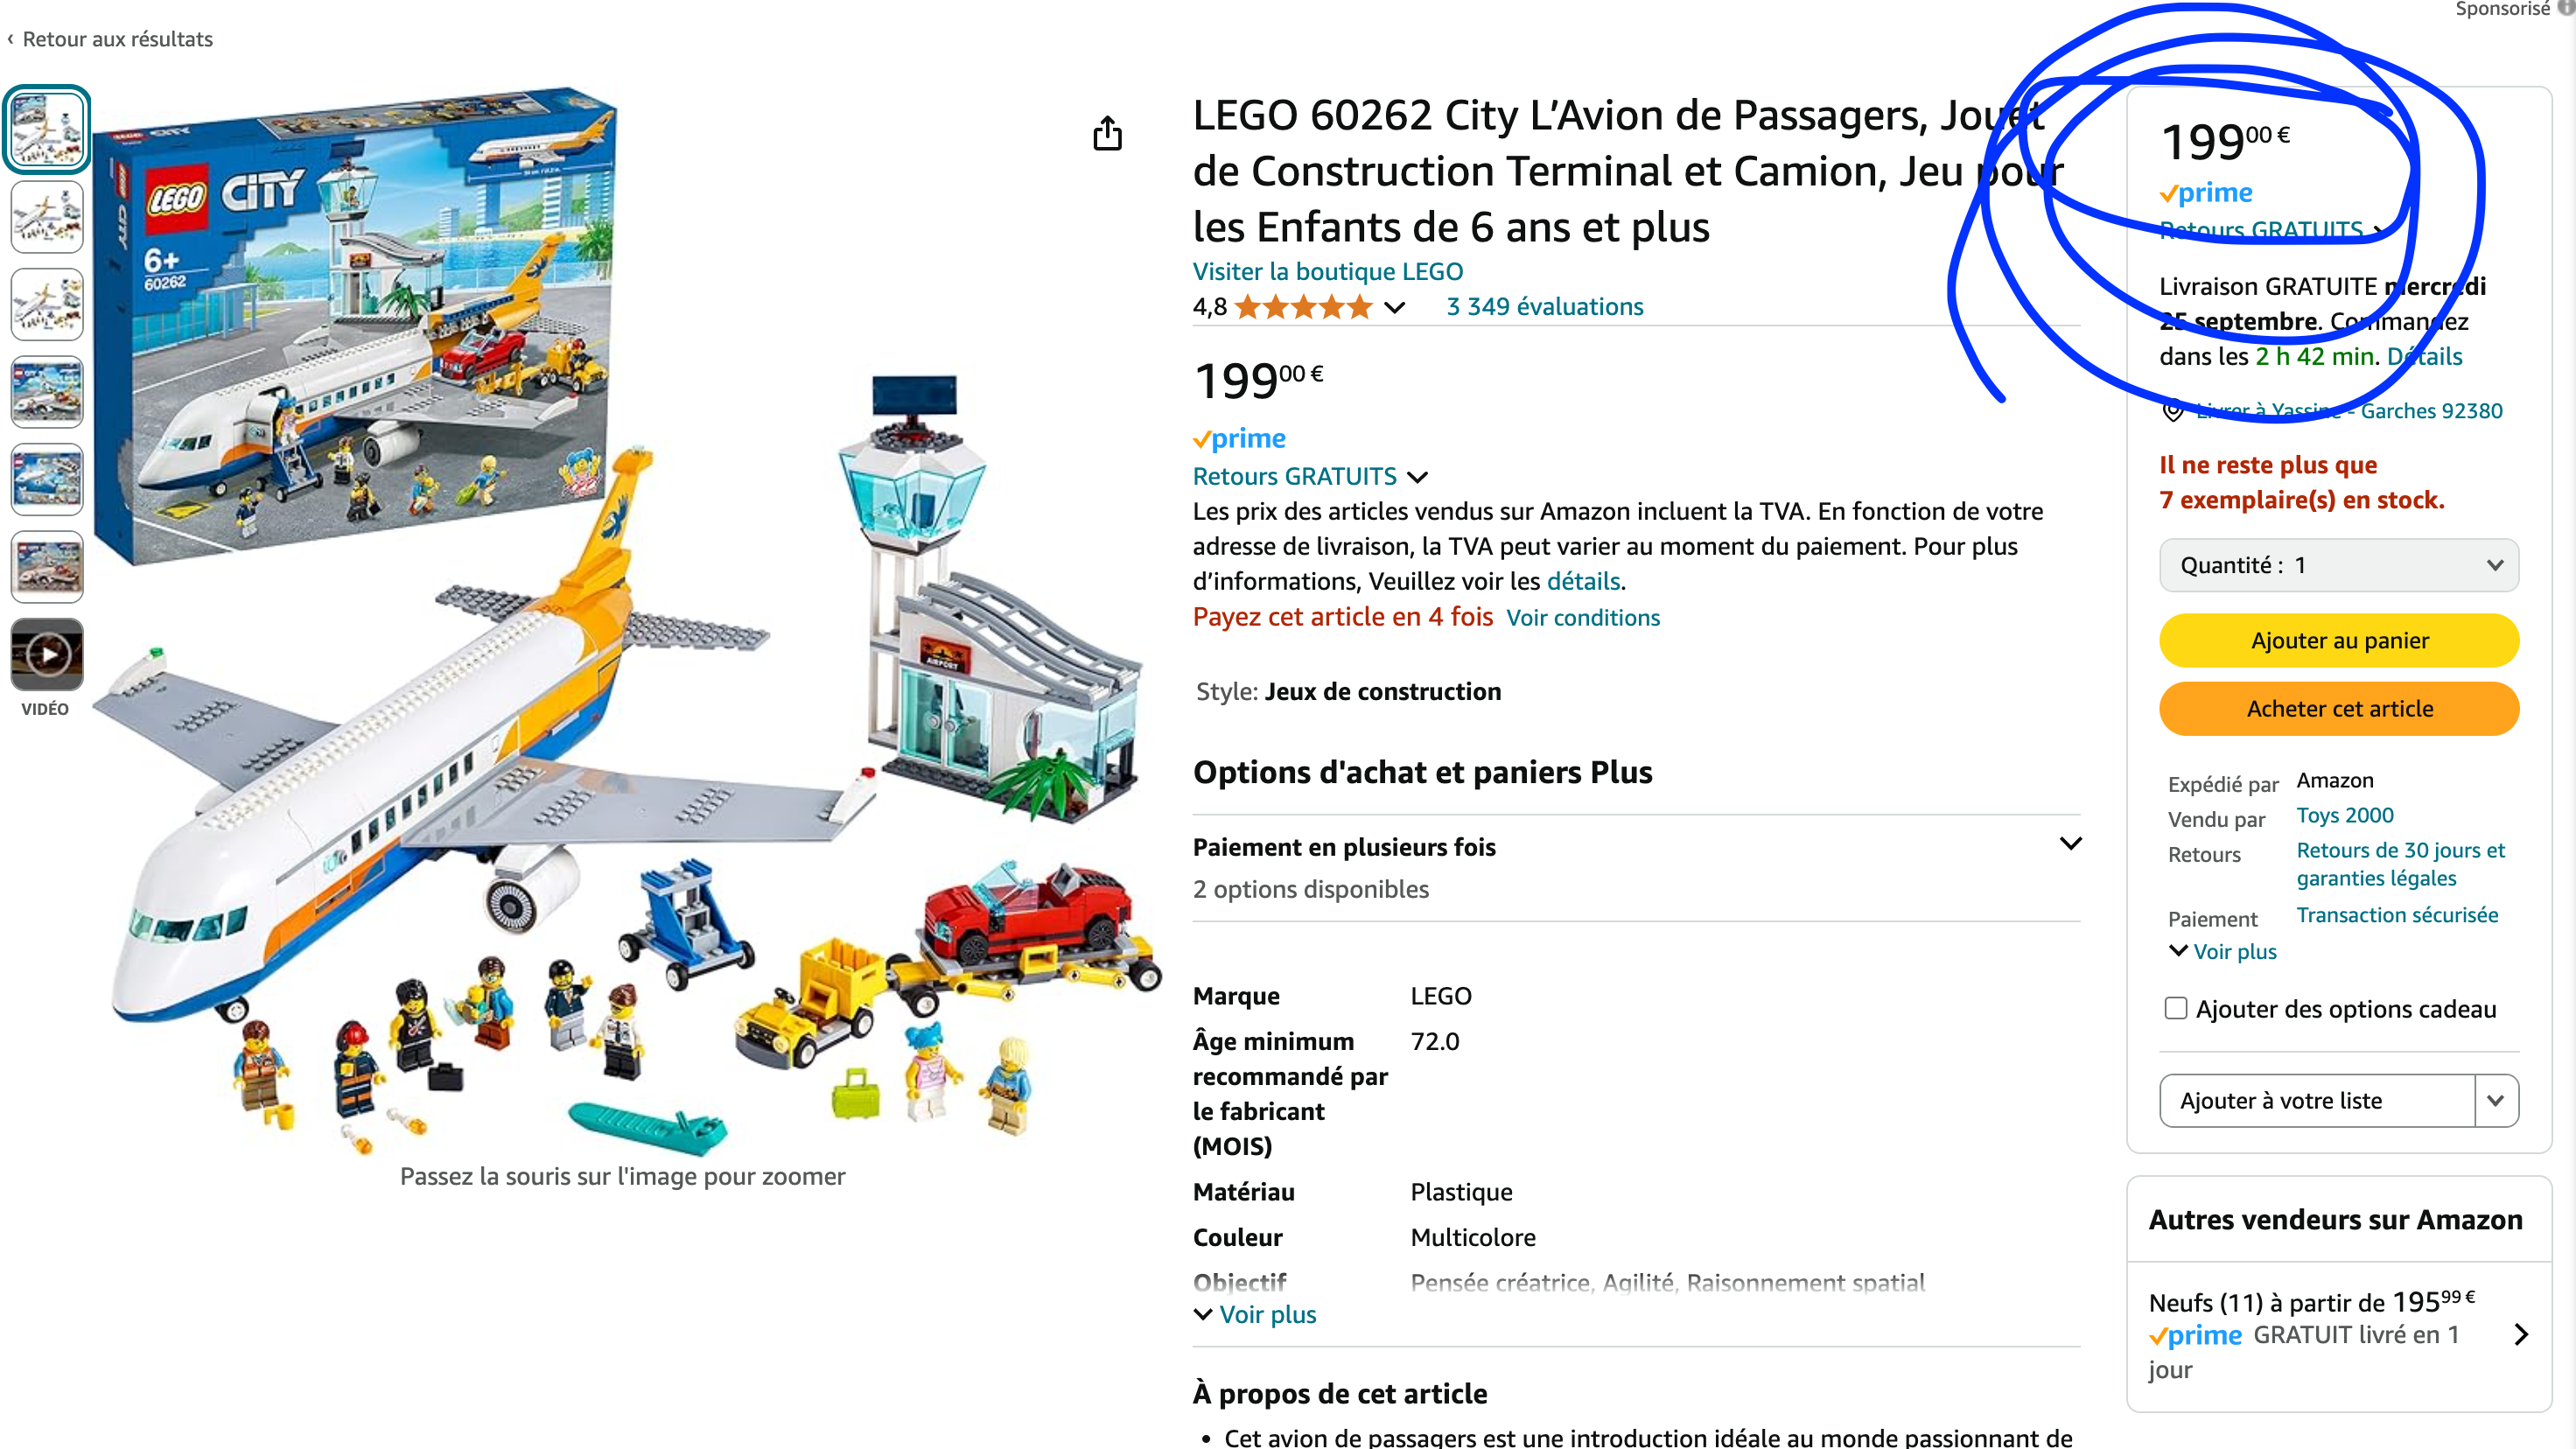 Sponsorisé
‹ Retour aux résultats
LEGO CITY
LEGO
CITY
6+
60262
AIRPORT
VIDÉO
Passez la souris sur l'image pour zoomer
LEGO 60262 City L’Avion de Passagers, Jouet
de Construction Terminal et Camion, Jeu pour
les Enfants de 6 ans et plus
Visiter la boutique LEGO
4,8 3 349 évaluations
19900 €
prime
Retours GRATUITS
Les prix des articles vendus sur Amazon incluent la TVA. En fonction de votre
adresse de livraison, la TVA peut varier au moment du paiement. Pour plus
d’informations, Veuillez voir les détails.
Payez cet article en 4 fois Voir conditions
Style: Jeux de construction
Options d'achat et paniers Plus
Paiement en plusieurs fois
2 options disponibles
Marque LEGO
Âge minimum 72.0
recommandé par
le fabricant
(MOIS)
Matériau Plastique
Couleur Multicolore
Objectif Pensée créatrice, Agilité, Raisonnement spatial
Voir plus
À propos de cet article
• Cet avion de passagers est une introduction idéale au monde passionnant de
19900 €
prime
Retours GRATUITS
Livraison GRATUITE mercredi
25 septembre. Commandez
dans les 2 h 42 min. Détails
Livrer à Yassine - Garches 92380
Il ne reste plus que
7 exemplaire(s) en stock.
Quantité : 1
Ajouter au panier
Acheter cet article
Expédié par Amazon
Vendu par Toys 2000
Retours Retours de 30 jours et
garanties légales
Paiement Transaction sécurisée
Voir plus
Ajouter des options cadeau
Ajouter à votre liste
Autres vendeurs sur Amazon
Neufs (11) à partir de 19599 €
prime GRATUIT livré en 1
jour